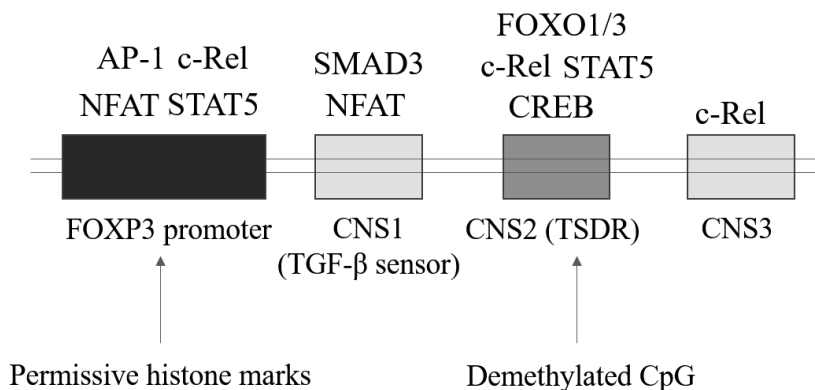 AP-1 c-Rel
NFAT STAT5
SMAD3
NFAT
FOXO1/3
c-Rel STAT5
CREB
c-Rel
FOXP3 promoter
CNS1
(TGF-β sensor)
CNS2 (TSDR)
CNS3
Permissive histone marks
Demethylated CpG